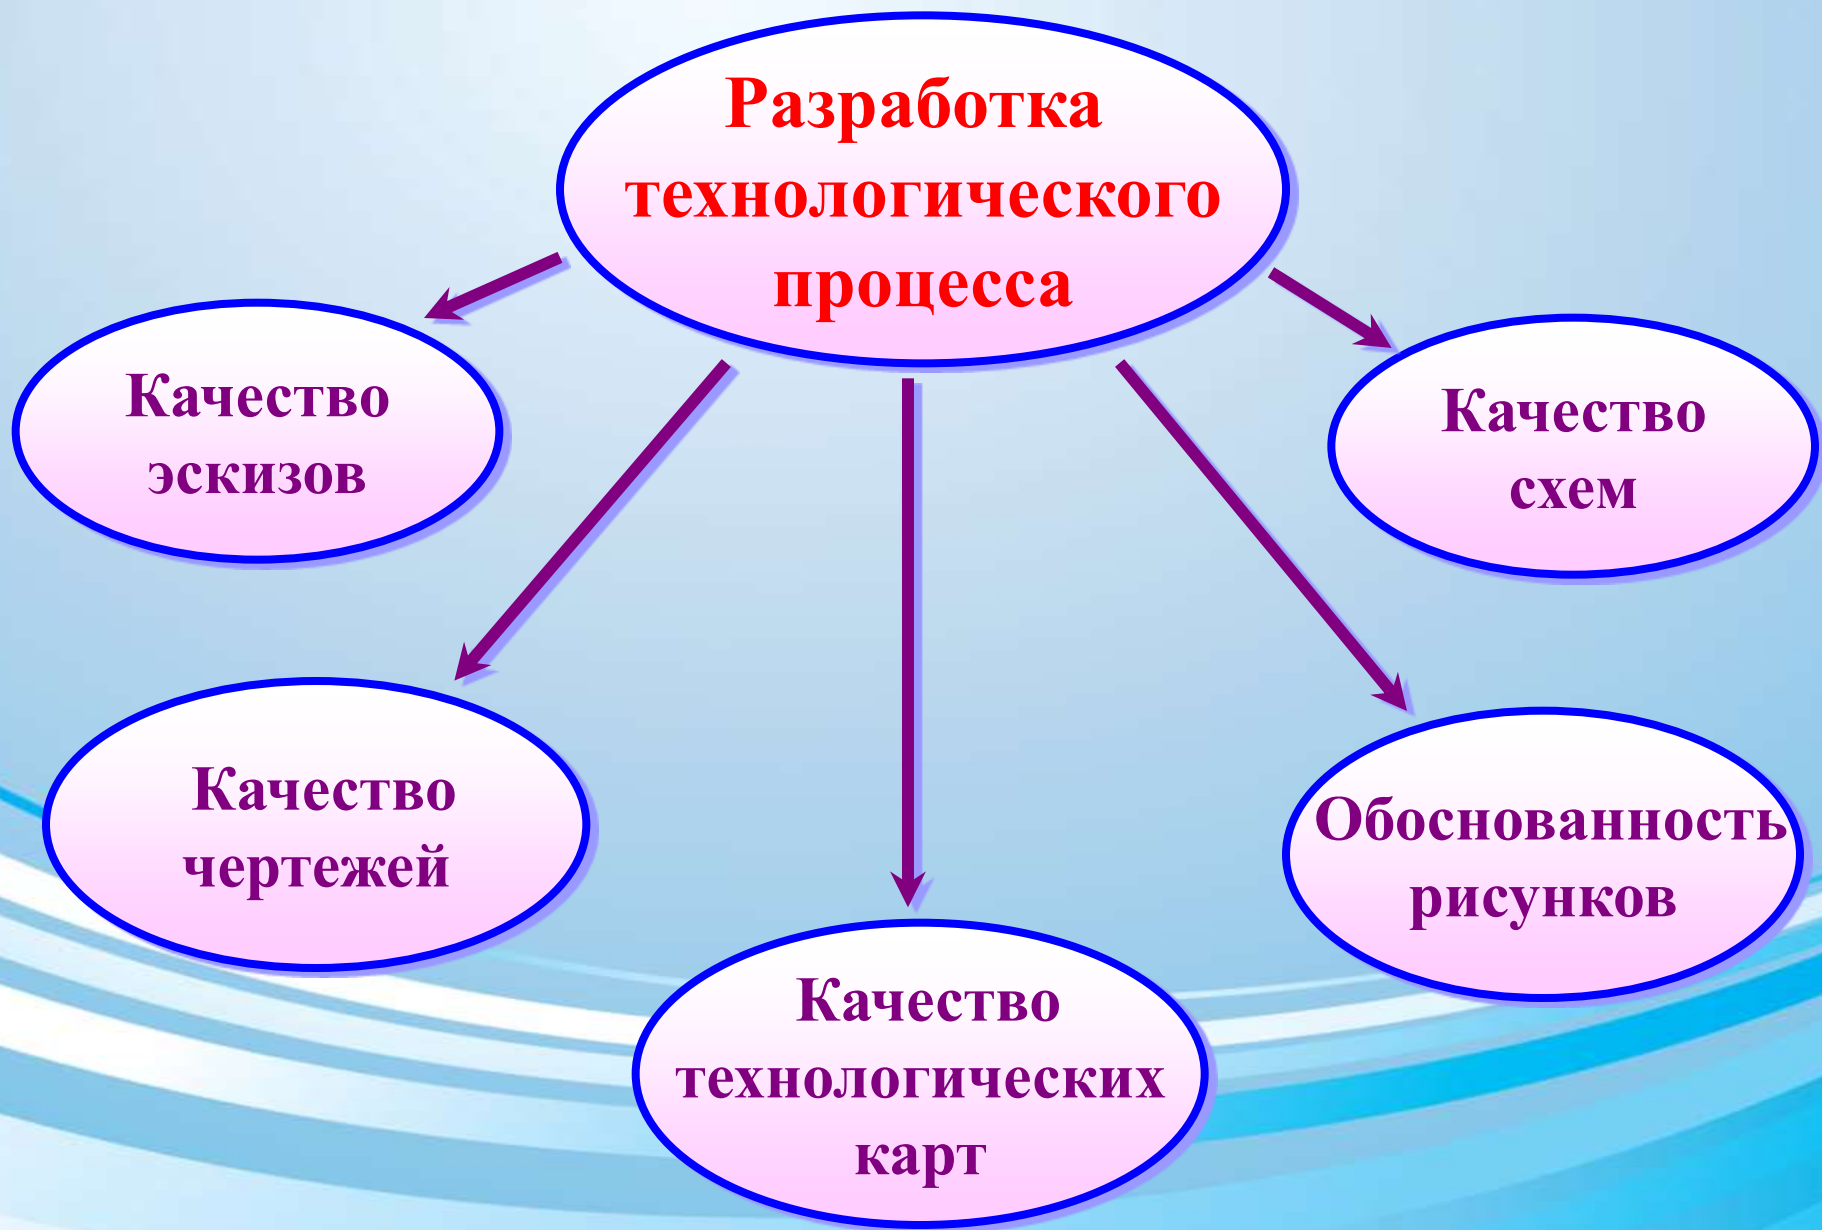 Разработка
технологического
процесса
Качество
эскизов
Качество
схем
Качество
чертежей
Обоснованность
рисунков
Качество
технологических
карт